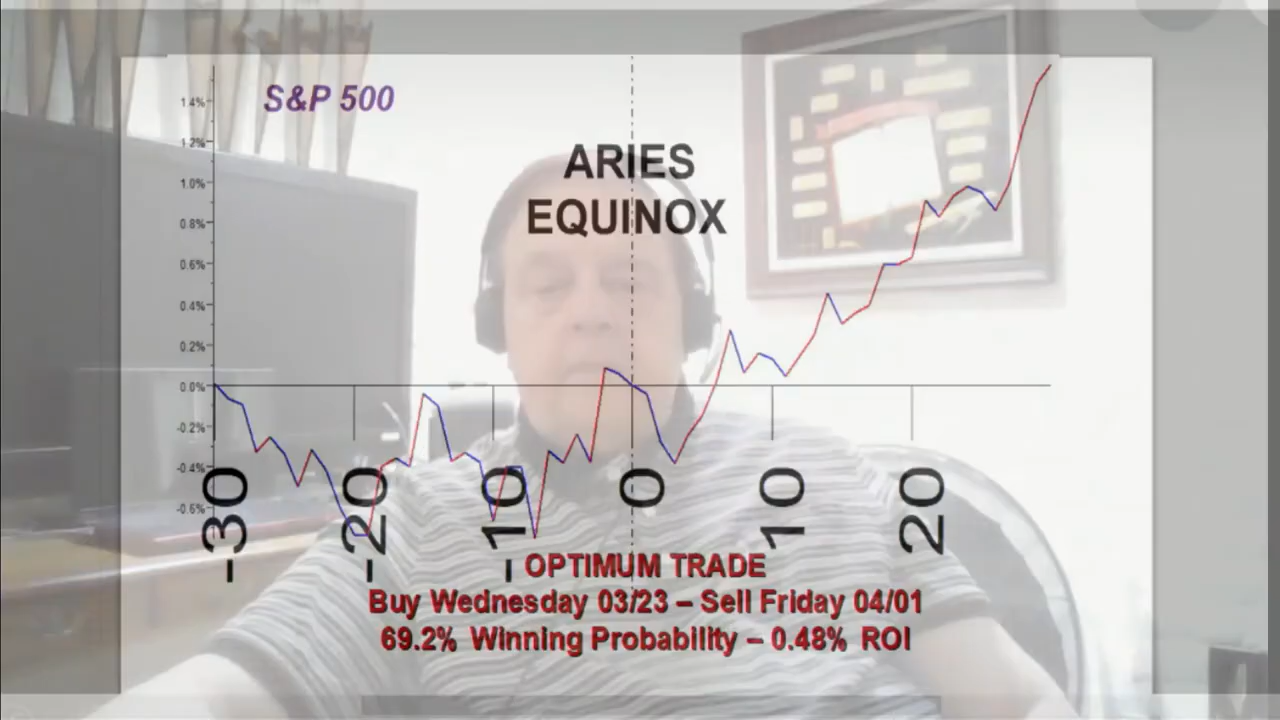 S&P 500
ARIES
EQUINOX
1.4%
1.2%
1.0%
0.8%
0.6%
0.4%
0.2%
0.0%
-0.2%
-0.4%
-0.6%
-30
-20
-10
0
10
20
OPTIMUM TRADE
Buy Wednesday 03/23 – Sell Friday 04/01
69.2% Winning Probability – 0.48% ROI